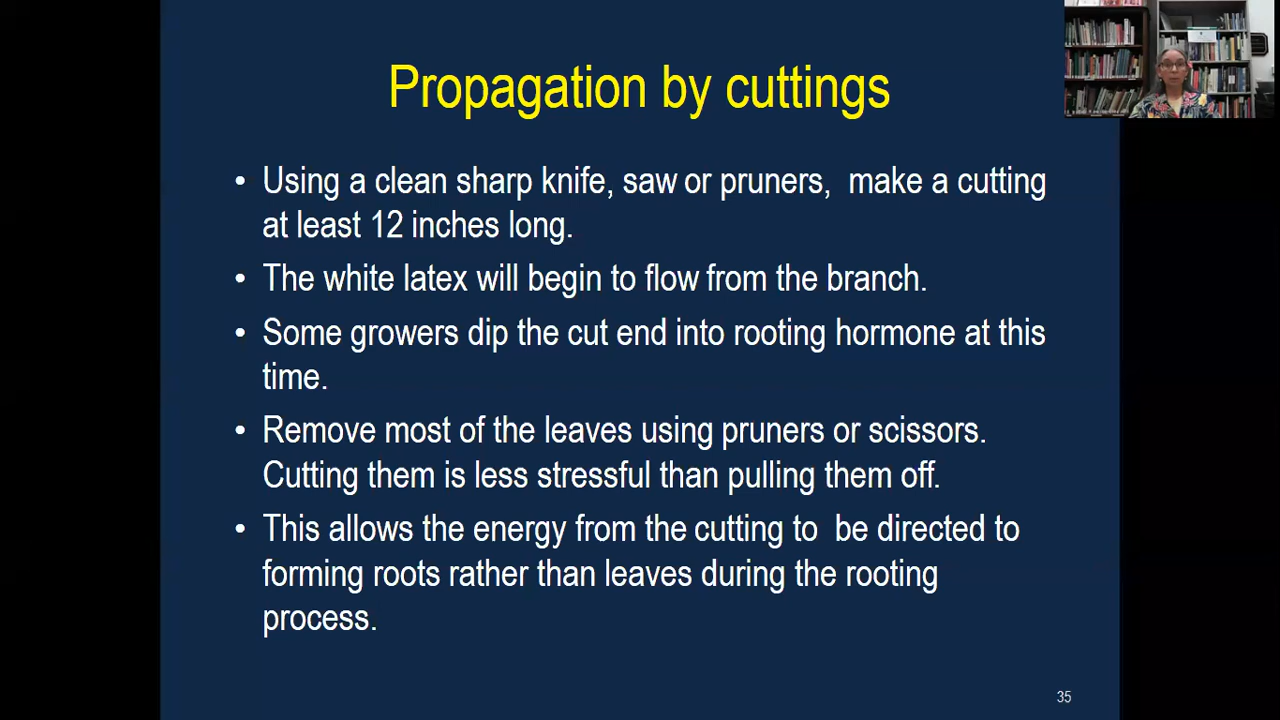 Propagation by cuttings
• Using a clean sharp knife, saw or pruners,  make a cutting
at least 12 inches long.
• The white latex will begin to flow from the branch.
• Some growers dip the cut end into rooting hormone at this
time.
• Remove most of the leaves using pruners or scissors.
Cutting them is less stressful than pulling them off.
• This allows the energy from the cutting to  be directed to
forming roots rather than leaves during the rooting
process.
35